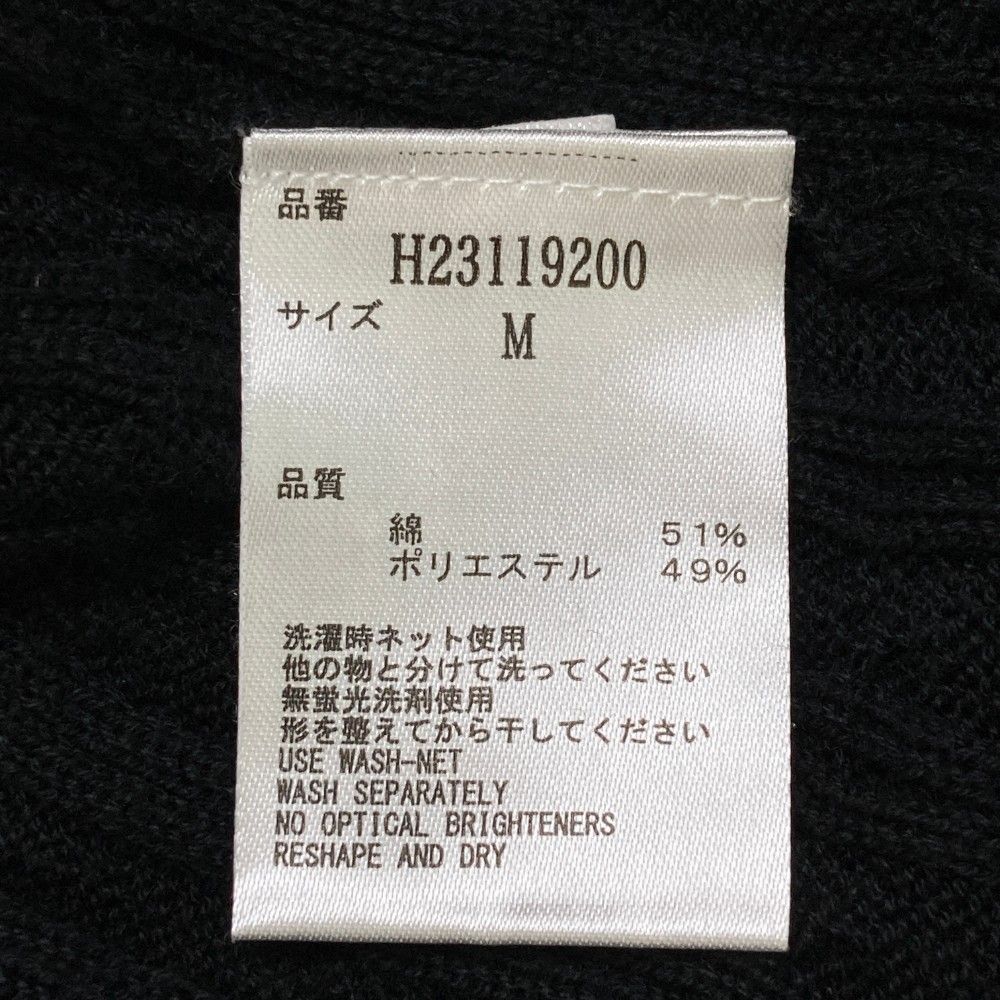 品番
H23119200
サイズ
M
品質
綿 51%
ポリエステル 49%
洗濯時ネット使用
他の物と分けて洗ってください
無蛍光洗剤使用
形を整えてから干してください
USE WASH-NET
WASH SEPARATELY
NO OPTICAL BRIGHTENERS
RESHAPE AND DRY